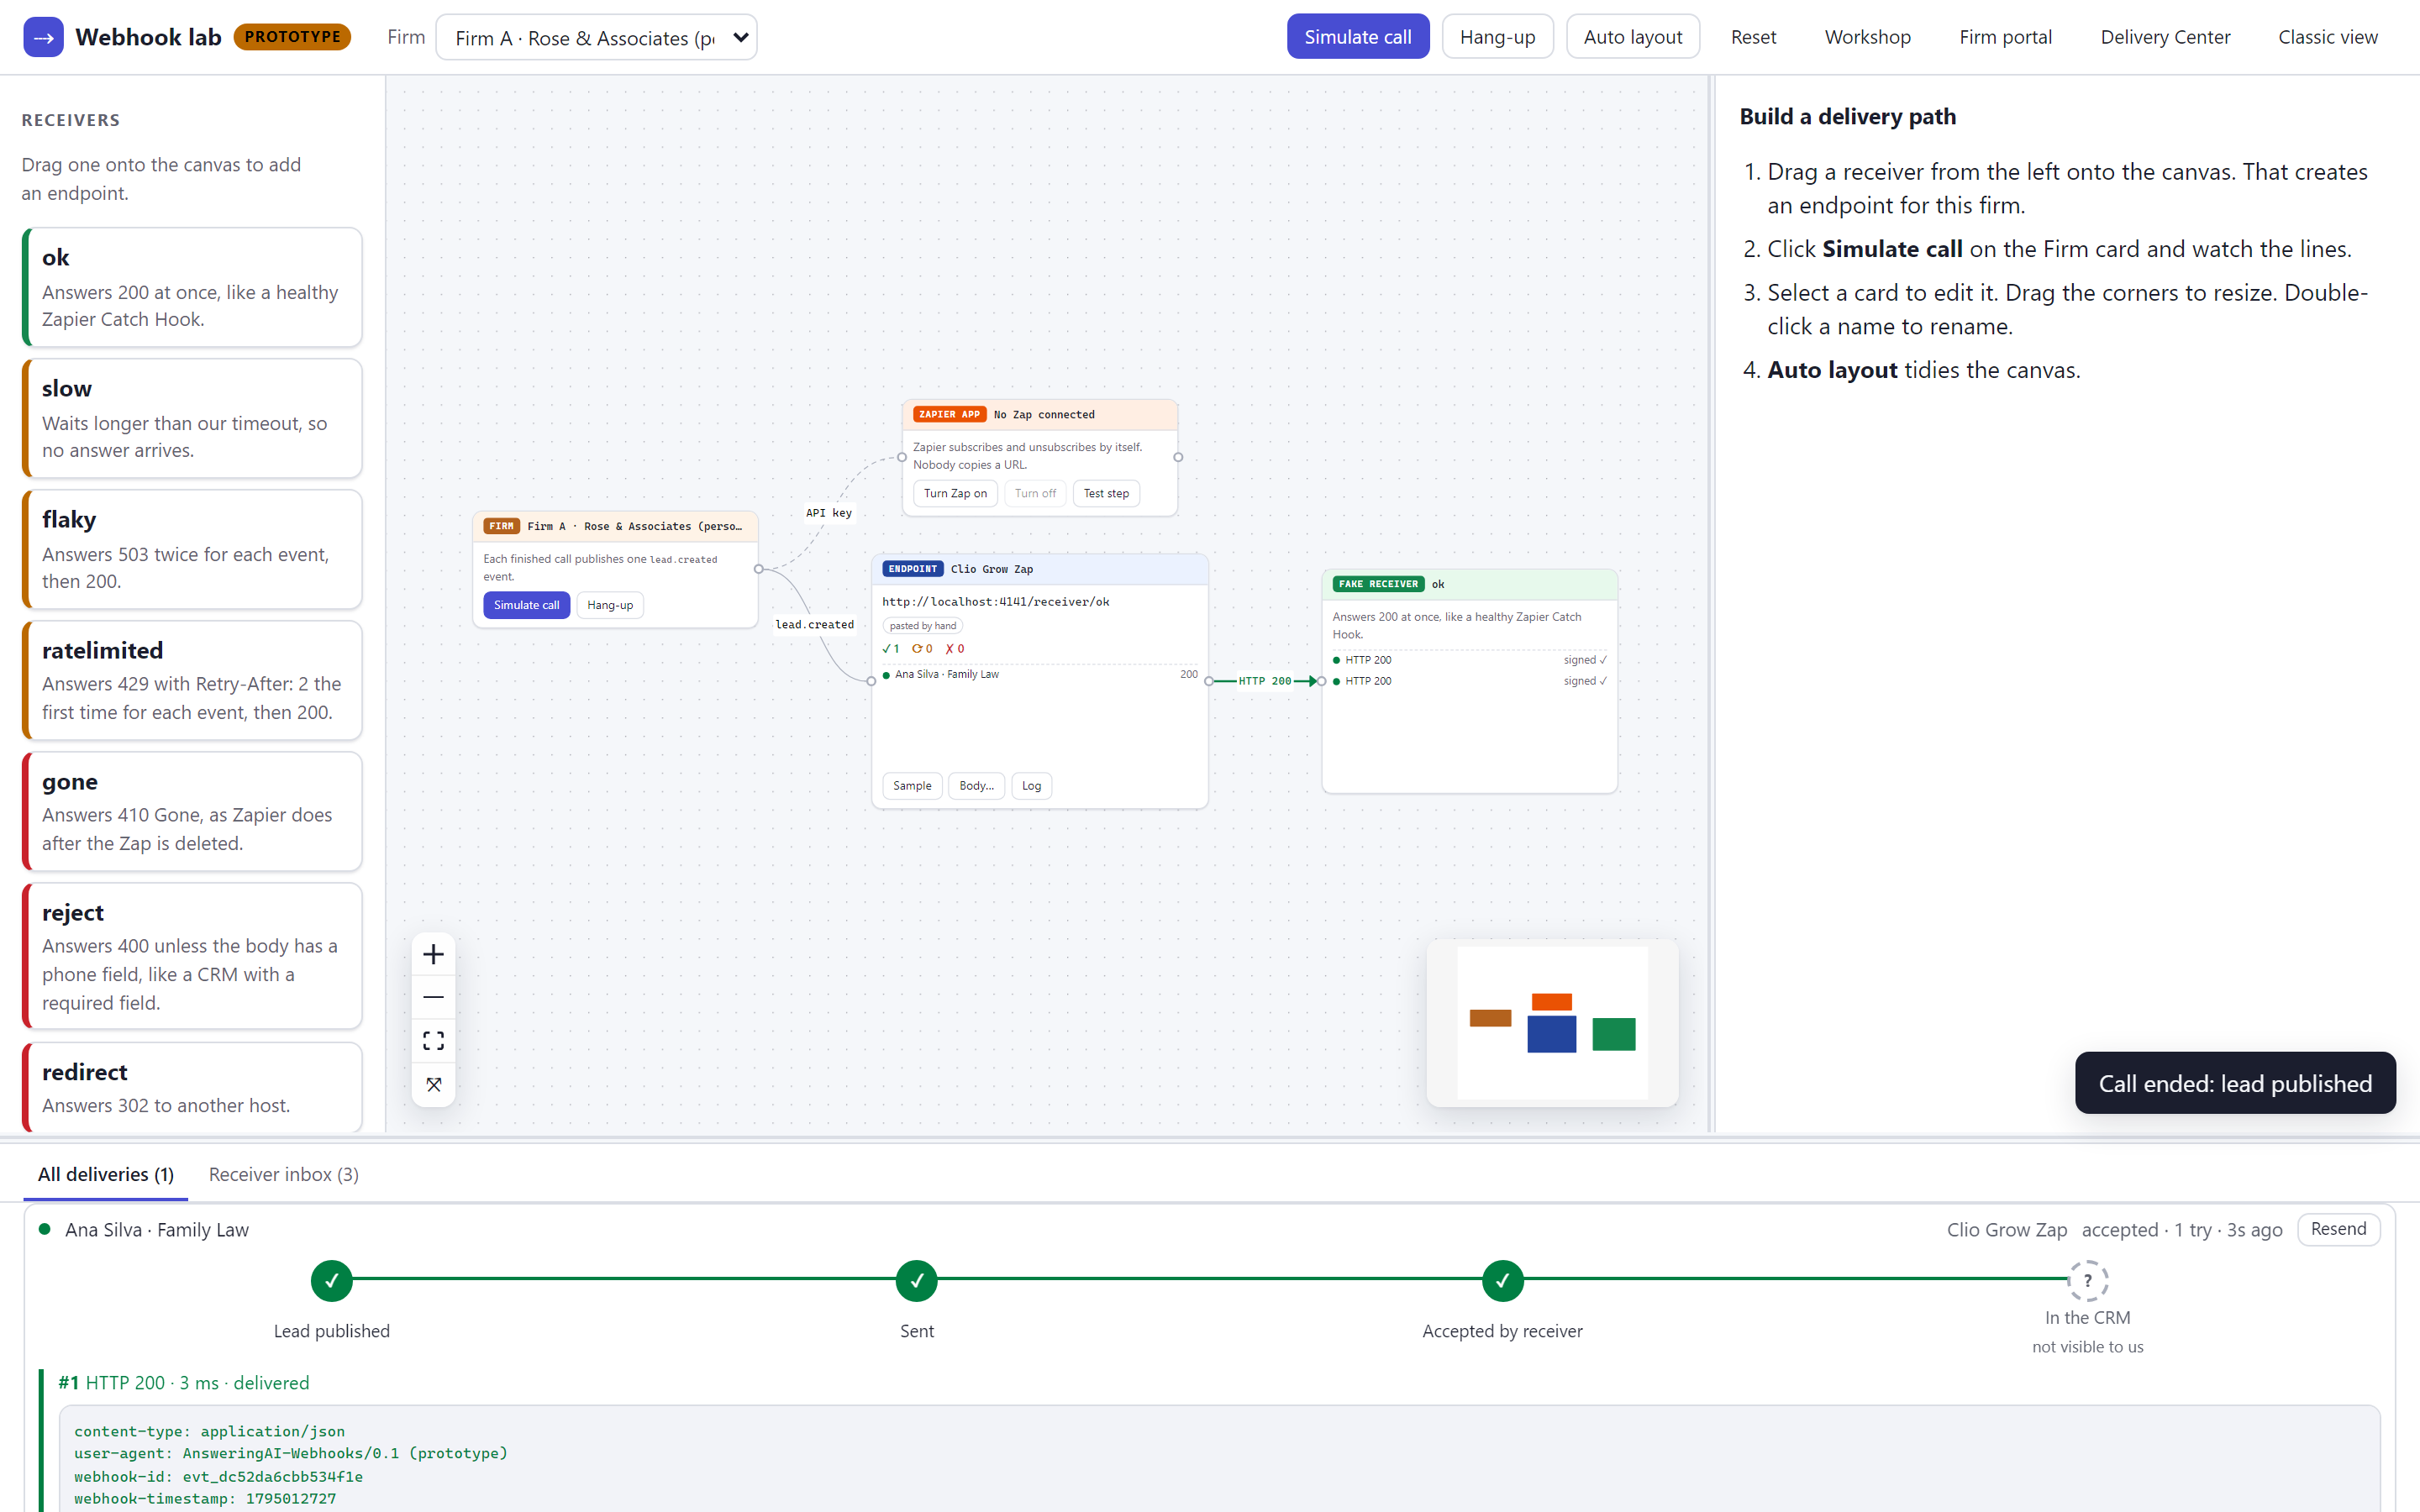 Webhook lab PROTOTYPE Firm Firm A · Rose & Associates (pe Simulate call Hang-up Auto layout Reset Workshop Firm portal Delivery Center Classic view
RECEIVERS
Drag one onto the canvas to add
an endpoint.
ok
Answers 200 at once, like a healthy
Zapier Catch Hook.
slow
Waits longer than our timeout, so
no answer arrives.
flaky
Answers 503 twice for each event,
then 200.
ratelimited
Answers 429 with Retry-After: 2 the
first time for each event, then 200.
gone
Answers 410 Gone, as Zapier does
after the Zap is deleted.
reject
Answers 400 unless the body has a
phone field, like a CRM with a
required field.
redirect
Answers 302 to another host.
FIRM Firm A · Rose & Associates (perso…
Each finished call publishes one lead.created
event.
Simulate call Hang-up
API key
lead.created
ZAPIER APP No Zap connected
Zapier subscribes and unsubscribes by itself.
Nobody copies a URL.
Turn Zap on Turn off Test step
ENDPOINT Clio Grow Zap
http://localhost:4141/receiver/ok
pasted by hand
✓ 1 ⟳ 0 ✗ 0
Ana Silva · Family Law 200
Sample Body... Log
HTTP 200
FAKE RECEIVER ok
Answers 200 at once, like a healthy Zapier Catch
Hook.
HTTP 200 signed ✓
HTTP 200 signed ✓
Build a delivery path
1. Drag a receiver from the left onto the canvas. That creates
an endpoint for this firm.
2. Click Simulate call on the Firm card and watch the lines.
3. Select a card to edit it. Drag the corners to resize. Double-
click a name to rename.
4. Auto layout tidies the canvas.
Call ended: lead published
All deliveries (1) Receiver inbox (3)
Ana Silva · Family Law Clio Grow Zap accepted · 1 try · 3s ago Resend
✓ ✓ ✓ ?
Lead published Sent Accepted by receiver In the CRM
not visible to us
#1 HTTP 200 · 3 ms · delivered
content-type: application/json
user-agent: AnsweringAI-Webhooks/0.1 (prototype)
webhook-id: evt_dc52da6cbb534f1e
webhook-timestamp: 1795012727